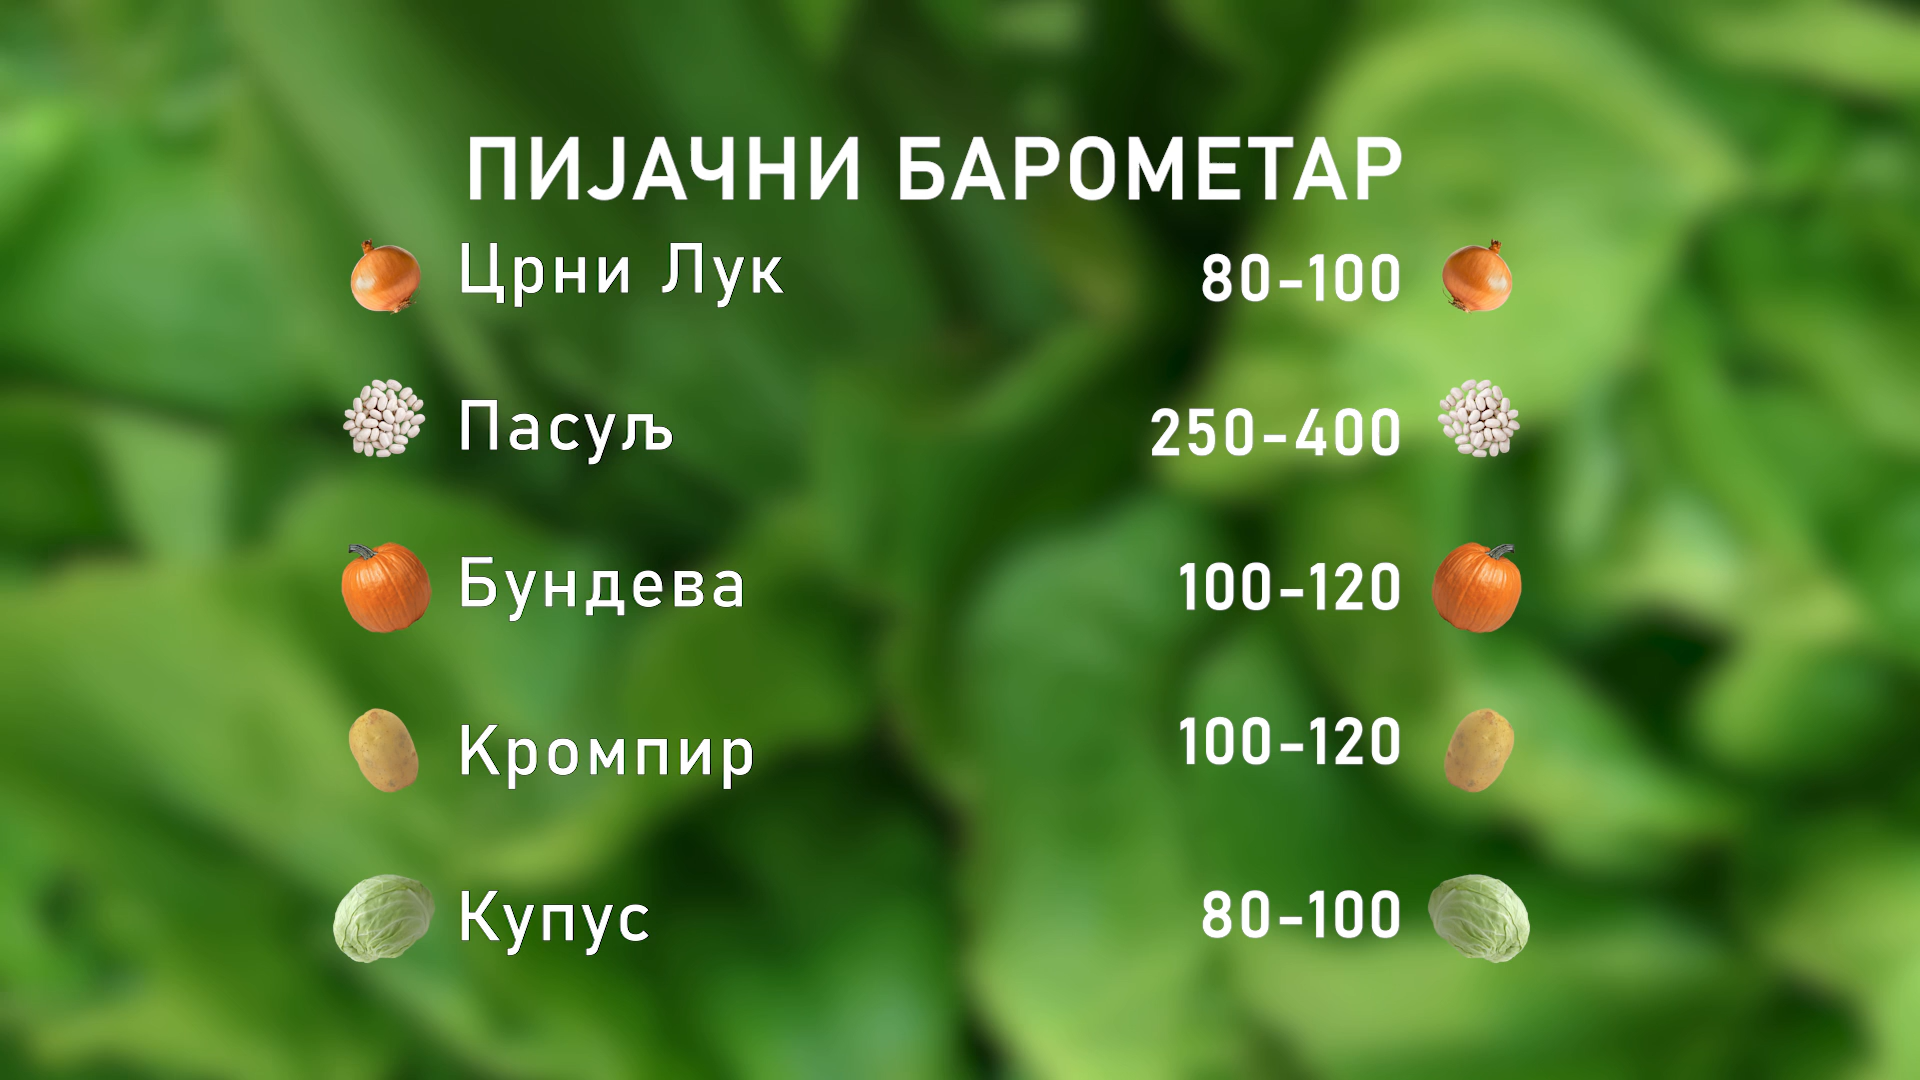 ПИЈАЧНИ БАРОМЕТАР
Црни Лук 80-100
Пасуљ 250-400
Бундева 100-120
Кромпир 100-120
Купус 80-100